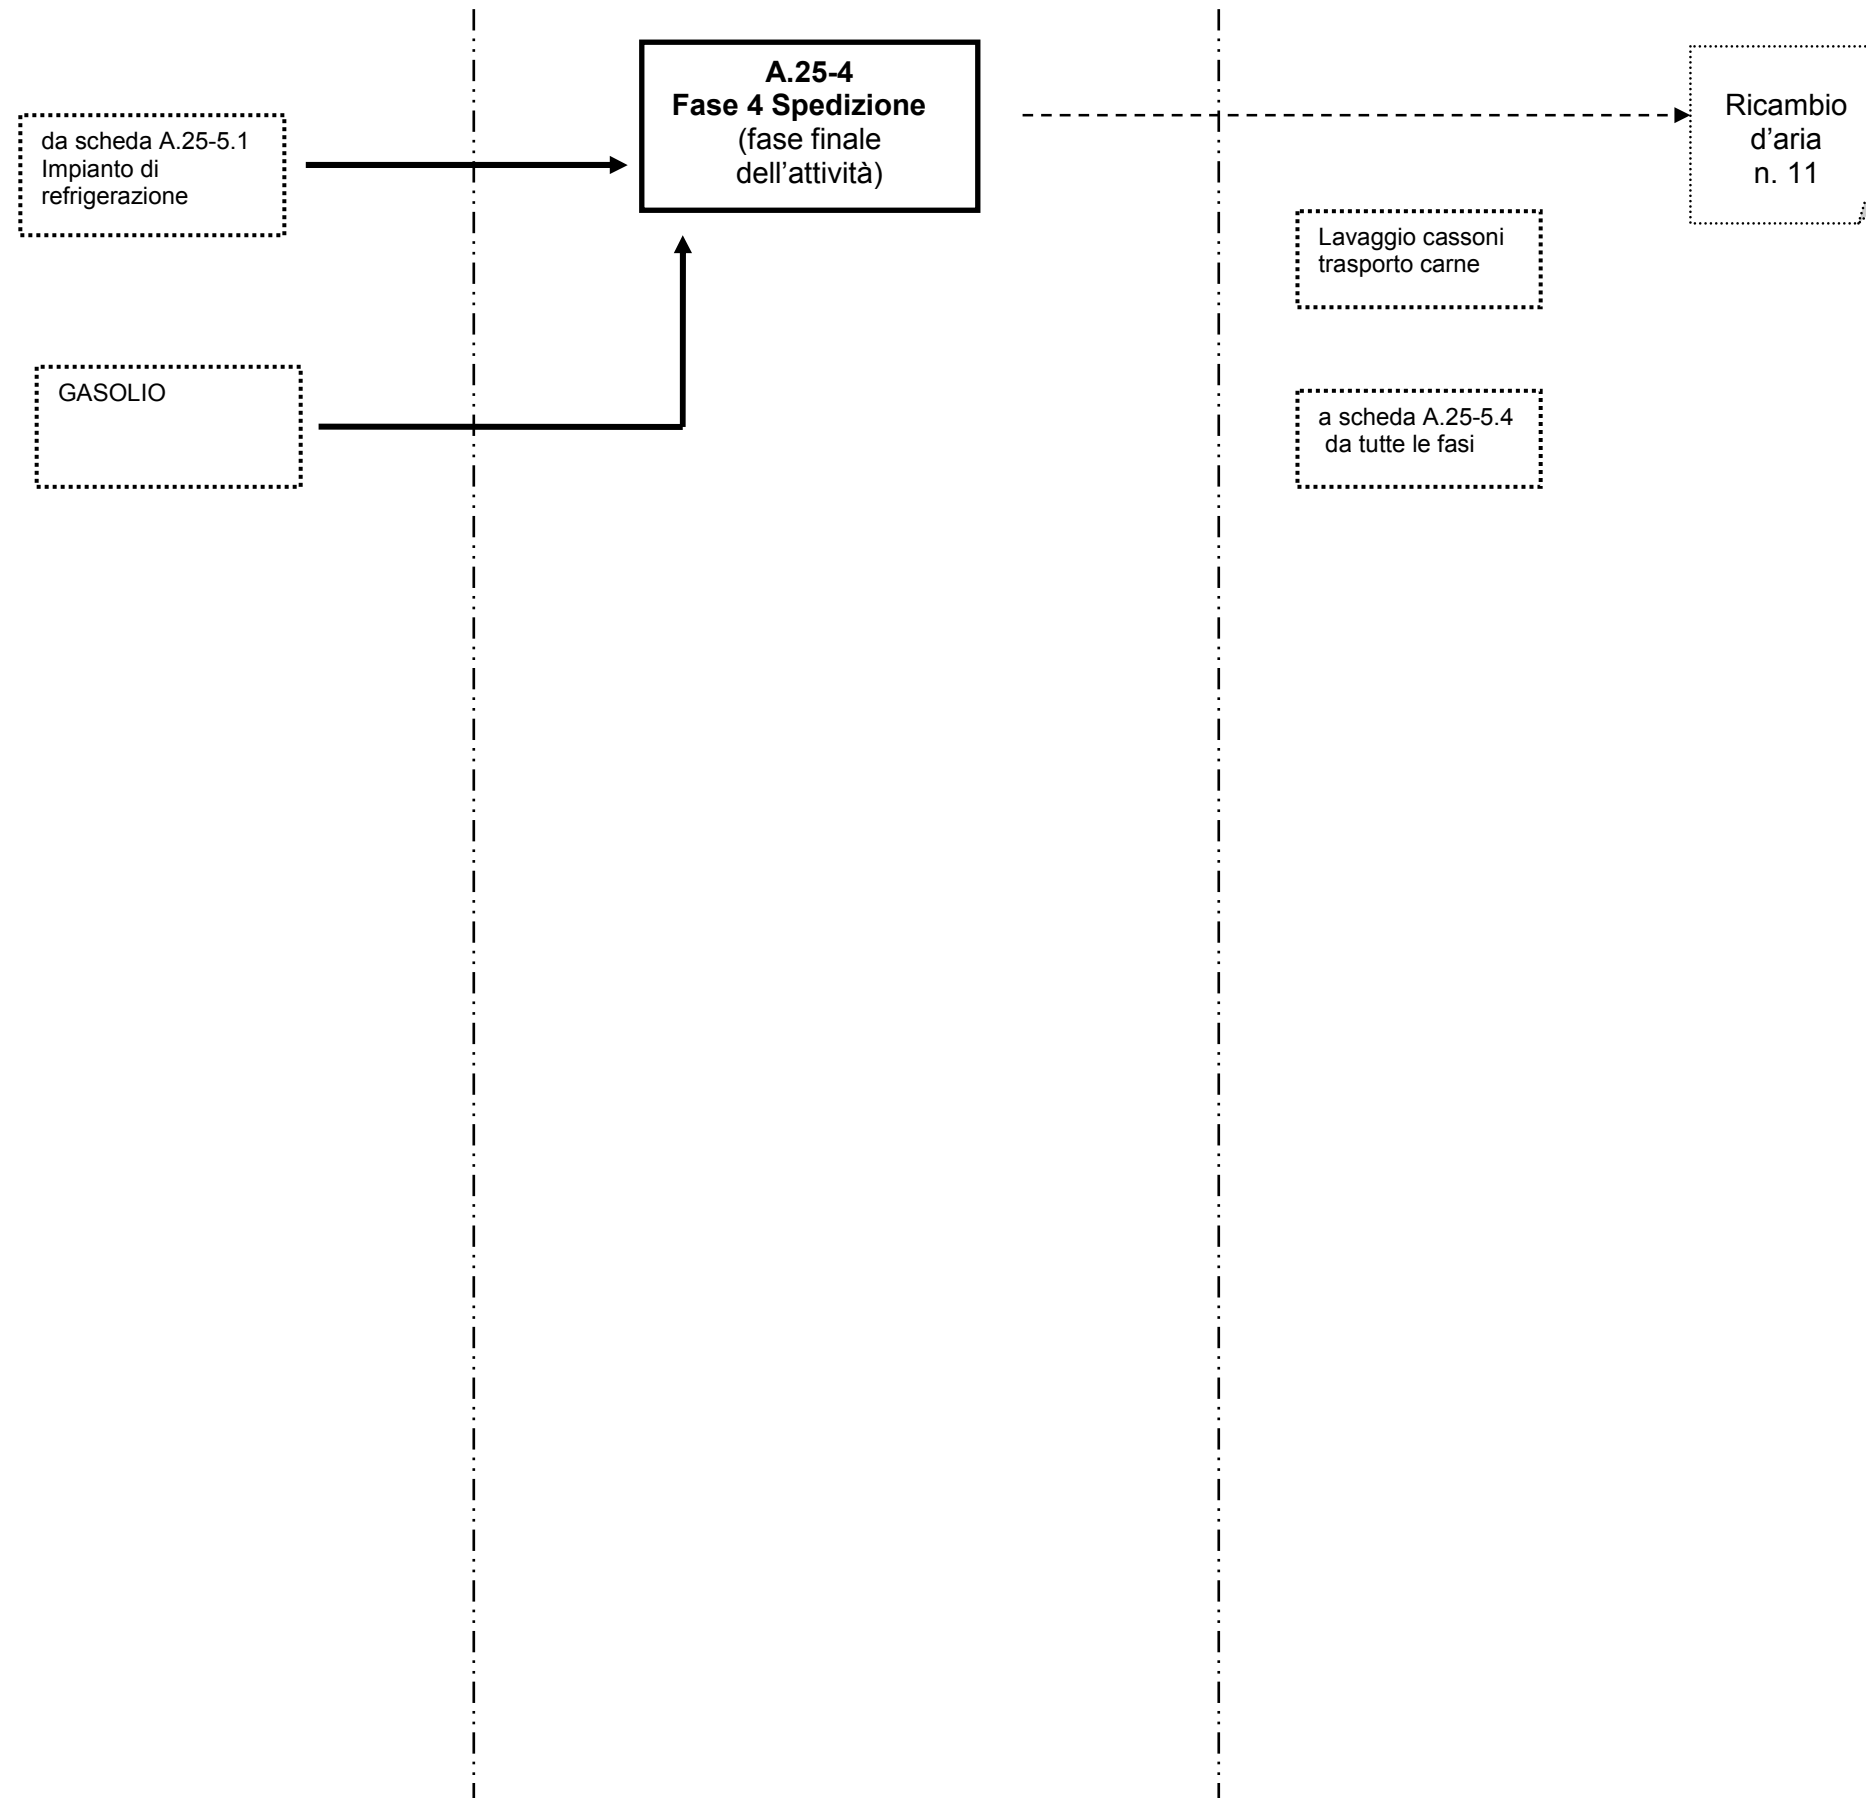 A.25-4
Fase 4 Spedizione
(fase finale
dell’attività)
da scheda A.25-5.1
Impianto di
refrigerazione
GASOLIO
Ricambio
d’aria
n. 11
Lavaggio cassoni
trasporto carne
a scheda A.25-5.4
da tutte le fasi